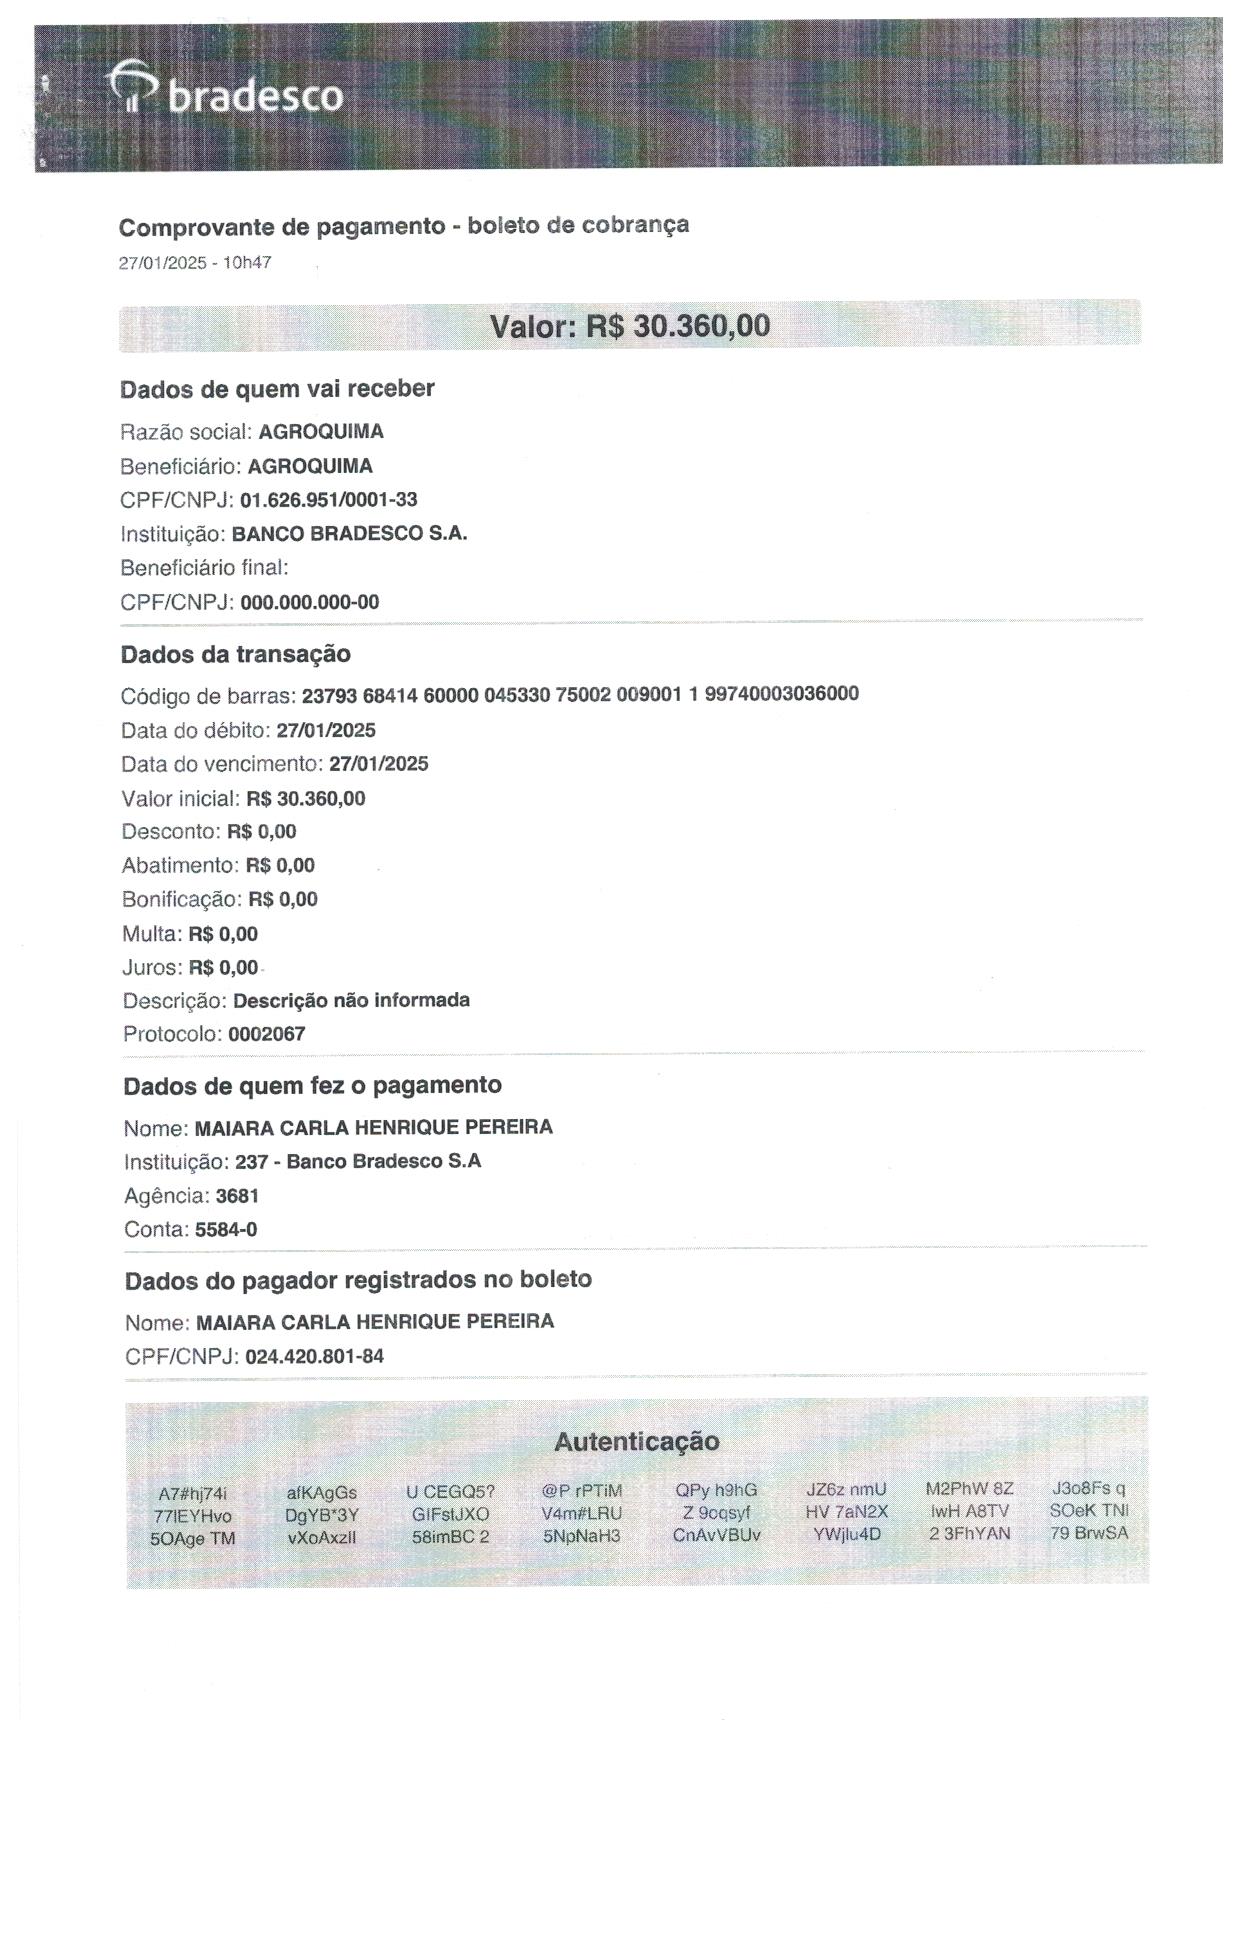 bradesco
Comprovante de pagamento - boleto de cobrança
27/01/2025 - 10h47
Valor: R$ 30.360,00
Dados de quem vai receber
Razão social: AGROQUIMA
Beneficiário: AGROQUIMA
CPF/CNPJ: 01.626.951/0001-33
Instituição: BANCO BRADESCO S.A.
Beneficiário final:
CPF/CNPJ: 000.000.000-00
Dados da transação
Código de barras: 23793 68414 60000 045330 75002 009001 1 99740003036000
Data do débito: 27/01/2025
Data do vencimento: 27/01/2025
Valor inicial: R$ 30.360,00
Desconto: R$ 0,00
Abatimento: R$ 0,00
Bonificação: R$ 0,00
Multa: R$ 0,00
Juros: R$ 0,00
Descrição: Descrição não informada
Protocolo: 0002067
Dados de quem fez o pagamento
Nome: MAIARA CARLA HENRIQUE PEREIRA
Instituição: 237 - Banco Bradesco S.A
Agência: 3681
Conta: 5584-0
Dados do pagador registrados no boleto
Nome: MAIARA CARLA HENRIQUE PEREIRA
CPF/CNPJ: 024.420.801-84
Autenticação
A7#hj74i afKAgGs U CEGQ5? @P rPTiM QPy h9hG JZ6z nmU M2PhW 8Z J3o8Fs q
77IEYHvo DgYB*3Y GIFstJXO V4m#LRU Z 9cqsyf HV 7aN2X IwH A8TV SOeK TNI
5OAge TM vXoAxzlI 58imBC 2 5NpNaH3 CnAvVBUv YWjlu4D 2 3FhYAN 79 BrwSA